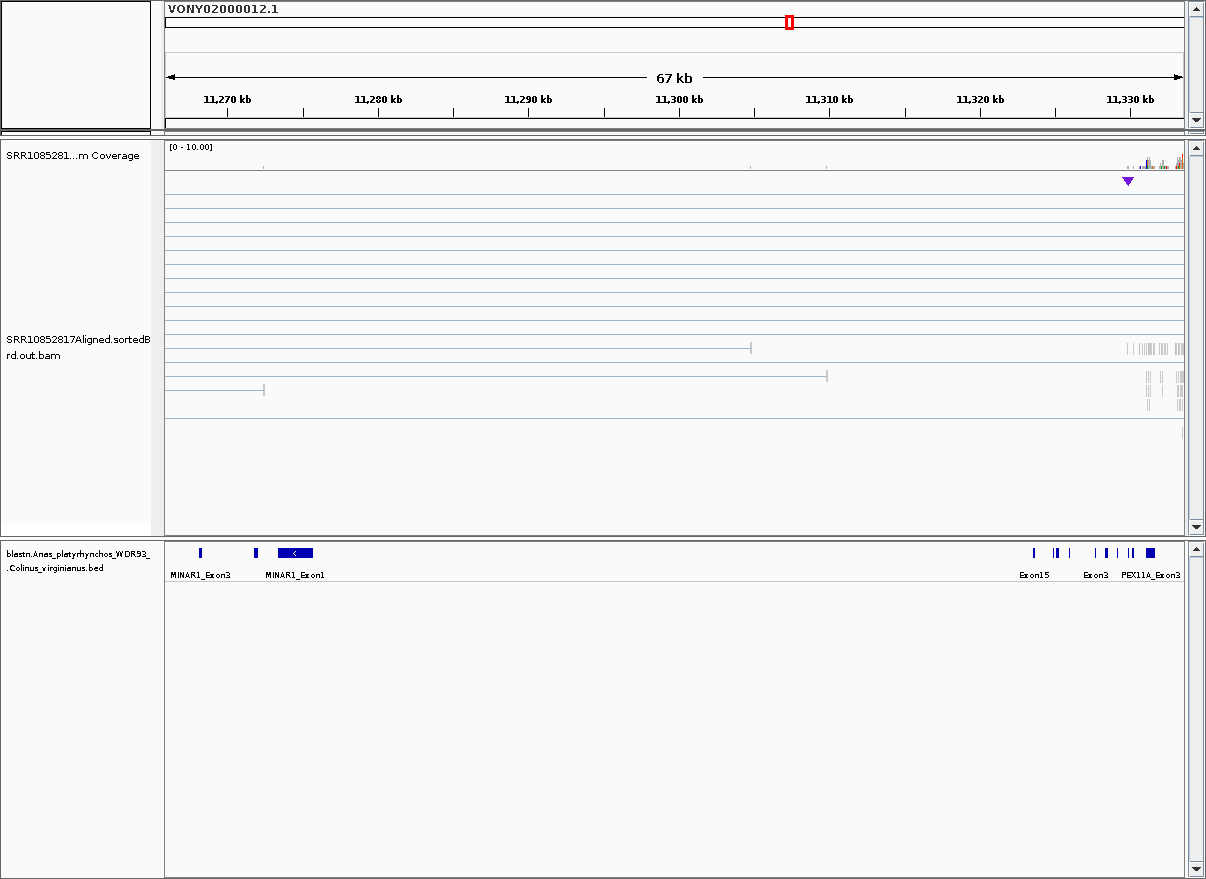 VONY02000012.1
67 kb
11,270 kb 11,280 kb 11,290 kb 11,300 kb 11,310 kb 11,320 kb 11,330 kb
[0 - 10.00]
SRR1085281...m Coverage
SRR10852817Aligned.sortedB
rd.out.bam
blastn.Anas_platyrhynchos_WDR93_
.Colinus_virginianus.bed
MINAR1_Exon3 MINAR1_Exon1 Exon15 Exon3 PEX11A_Exon3